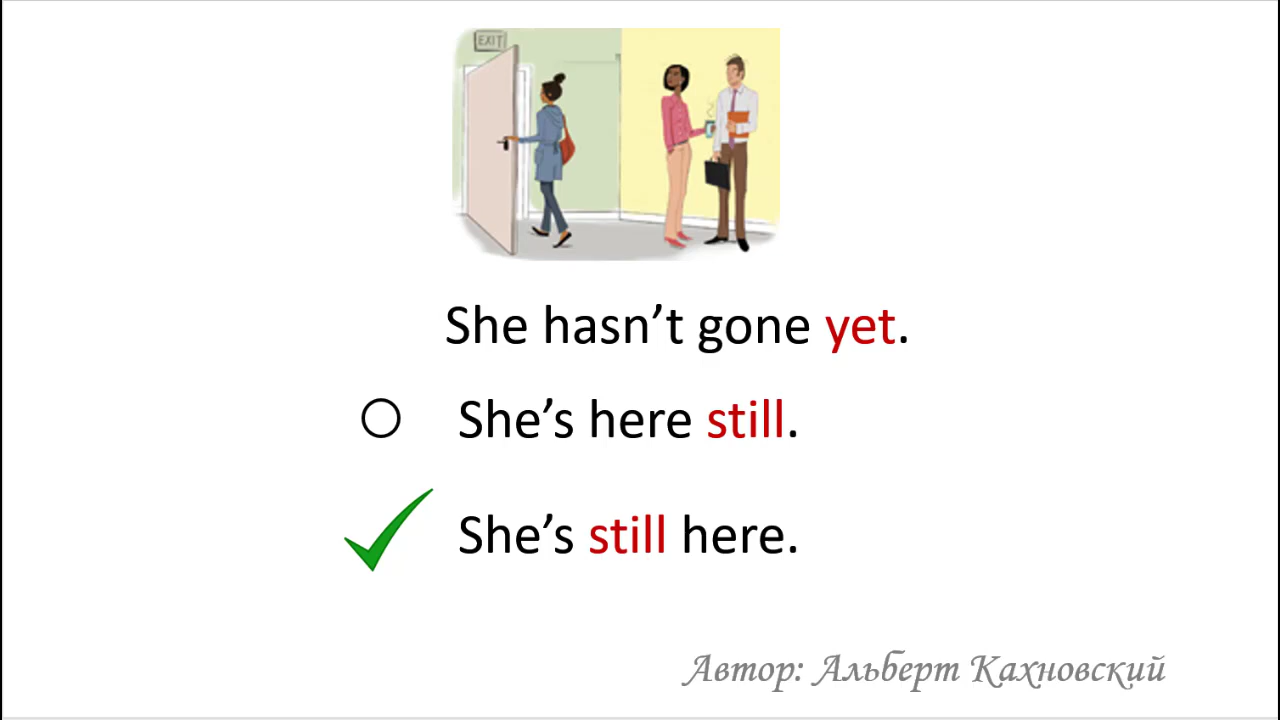 EXIT
She hasn’t gone yet.
She’s here still.
She’s still here.
Автор: Альберт Кахновский